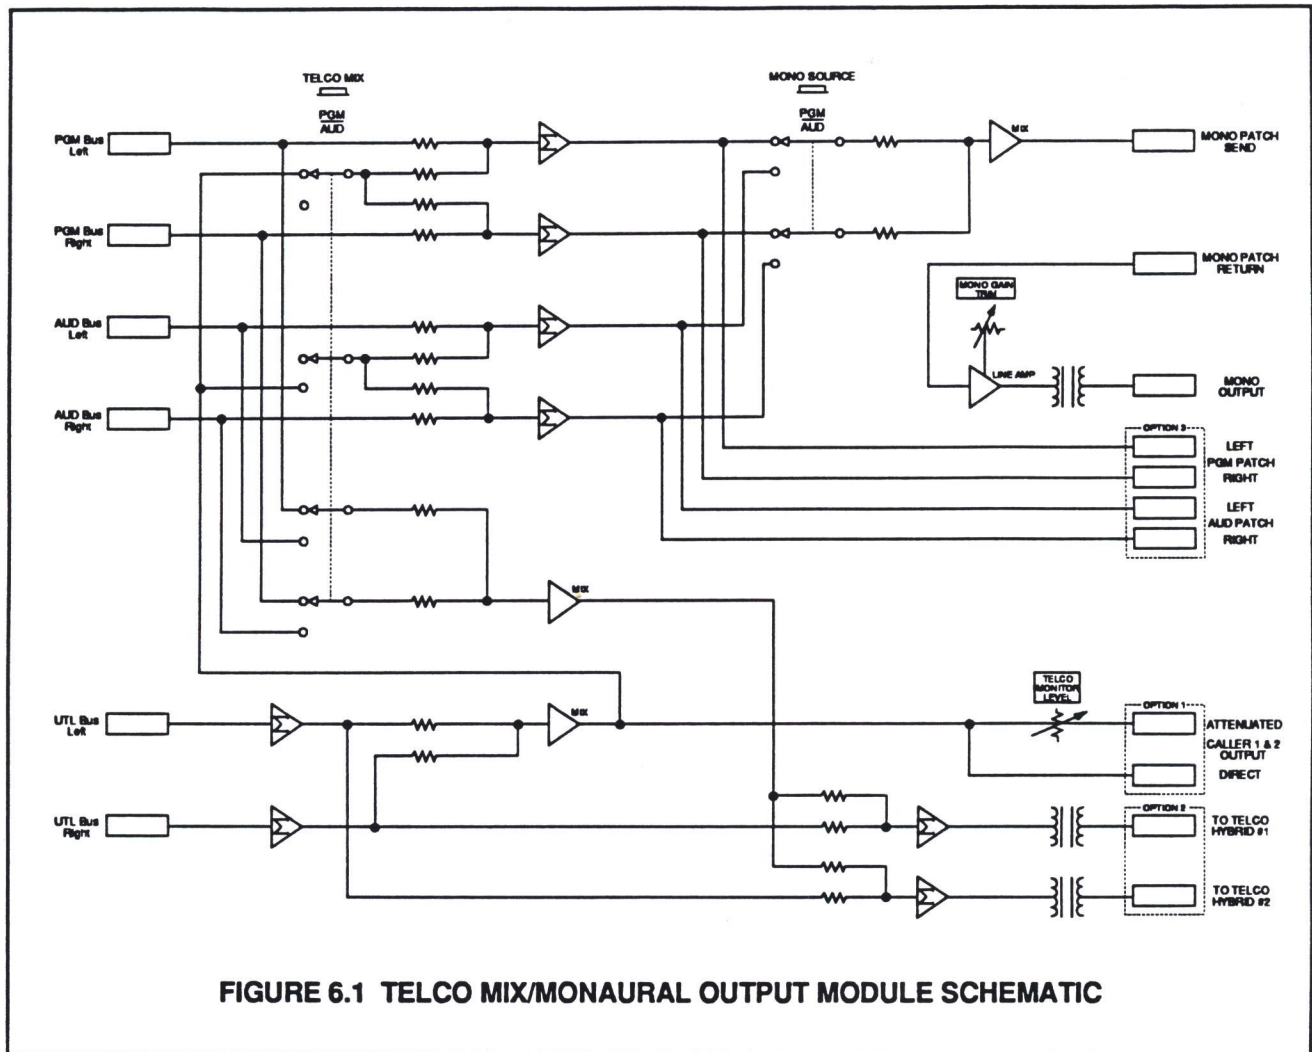 TELCO MIX
PGM
AUD
MONO SOURCE
PGM
AUD
PGM Bus
Left
MIX
MONO PATCH
SEND
PGM Bus
Right
MONO PATCH
RETURN
MONO GAIN
TRIM
AUD Bus
Left
LINE AMP
MONO
OUTPUT
AUD Bus
Right
OPTION 3
LEFT
PGM PATCH
RIGHT
LEFT
AUD PATCH
RIGHT
MIX
TELCO
MONITOR
LEVEL
UTL Bus
Left
MIX
OPTION 1
ATTENUATED
CALLER 1 & 2
OUTPUT
DIRECT
OPTION 2
UTL Bus
Right
TO TELCO
HYBRID #1
TO TELCO
HYBRID #2
FIGURE 6.1 TELCO MIX/MONAURAL OUTPUT MODULE SCHEMATIC